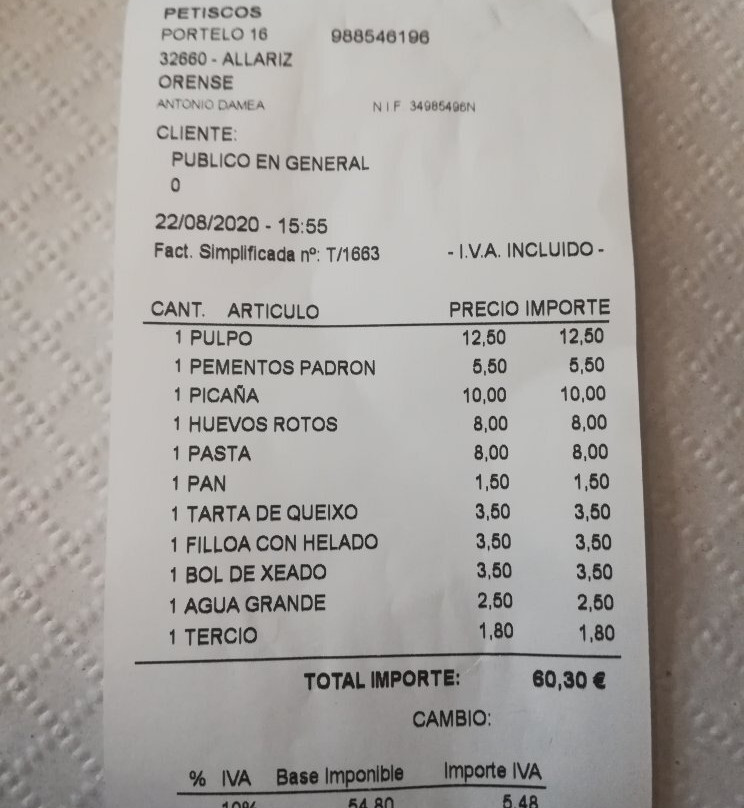 PETISCOS
PORTELO 16 988546196
32660 - ALLARIZ
ORENSE
ANTONIO DAMEA NIF 34985496N
CLIENTE:
PUBLICO EN GENERAL
0
22/08/2020 - 15:55
Fact. Simplificada nº: T/1663 - I.V.A. INCLUIDO -
CANT. ARTICULO PRECIO IMPORTE
1 PULPO 12,50 12,50
1 PEMENTOS PADRON 5,50 5,50
1 PICAÑA 10,00 10,00
1 HUEVOS ROTOS 8,00 8,00
1 PASTA 8,00 8,00
1 PAN 1,50 1,50
1 TARTA DE QUEIXO 3,50 3,50
1 FILLOA CON HELADO 3,50 3,50
1 BOL DE XEADO 3,50 3,50
1 AGUA GRANDE 2,50 2,50
1 TERCIO 1,80 1,80
TOTAL IMPORTE: 60,30 €
CAMBIO:
% IVA Base Imponible Importe IVA
10% 54,80 5,48